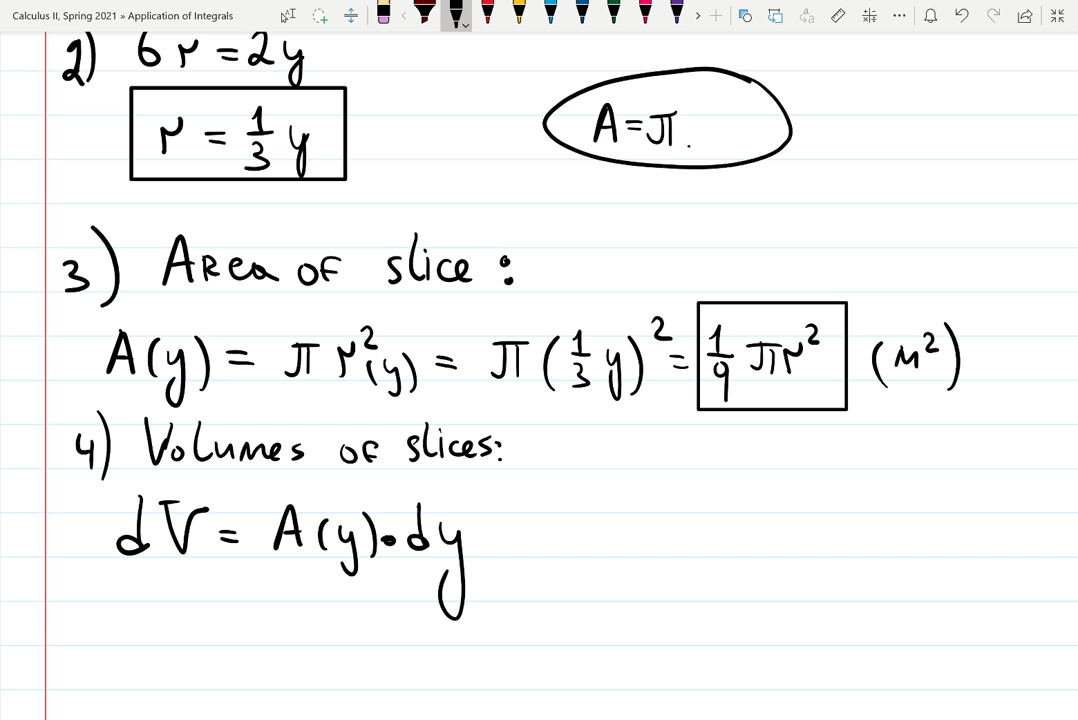 Calculus II, Spring 2021 » Application of Integrals
2) 6r = 2y
r = 1/3 y
A = π.
3) Area of slice:
A(y) = π r²(y) = π (1/3 y)² = 1/9 πr² (m²)
4) Volumes of slices:
dV = A(y)•dy